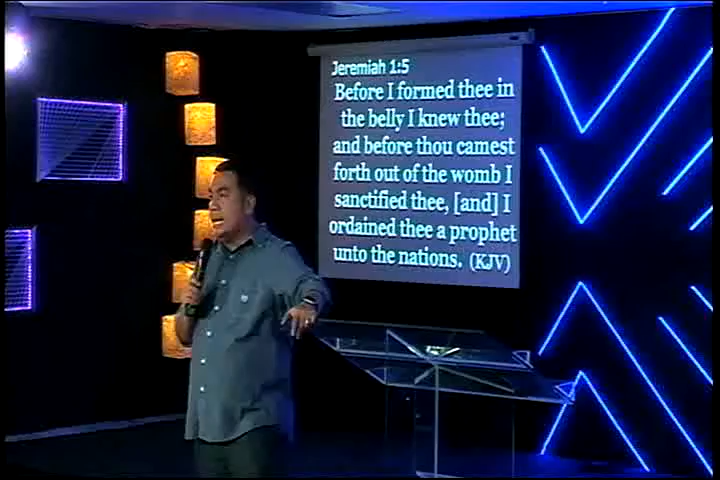 Jeremiah 1:5
Before I formed thee in
the belly I knew thee;
and before thou camest
forth out of the womb I
sanctified thee, [and] I
ordained thee a prophet
unto the nations. (KJV)